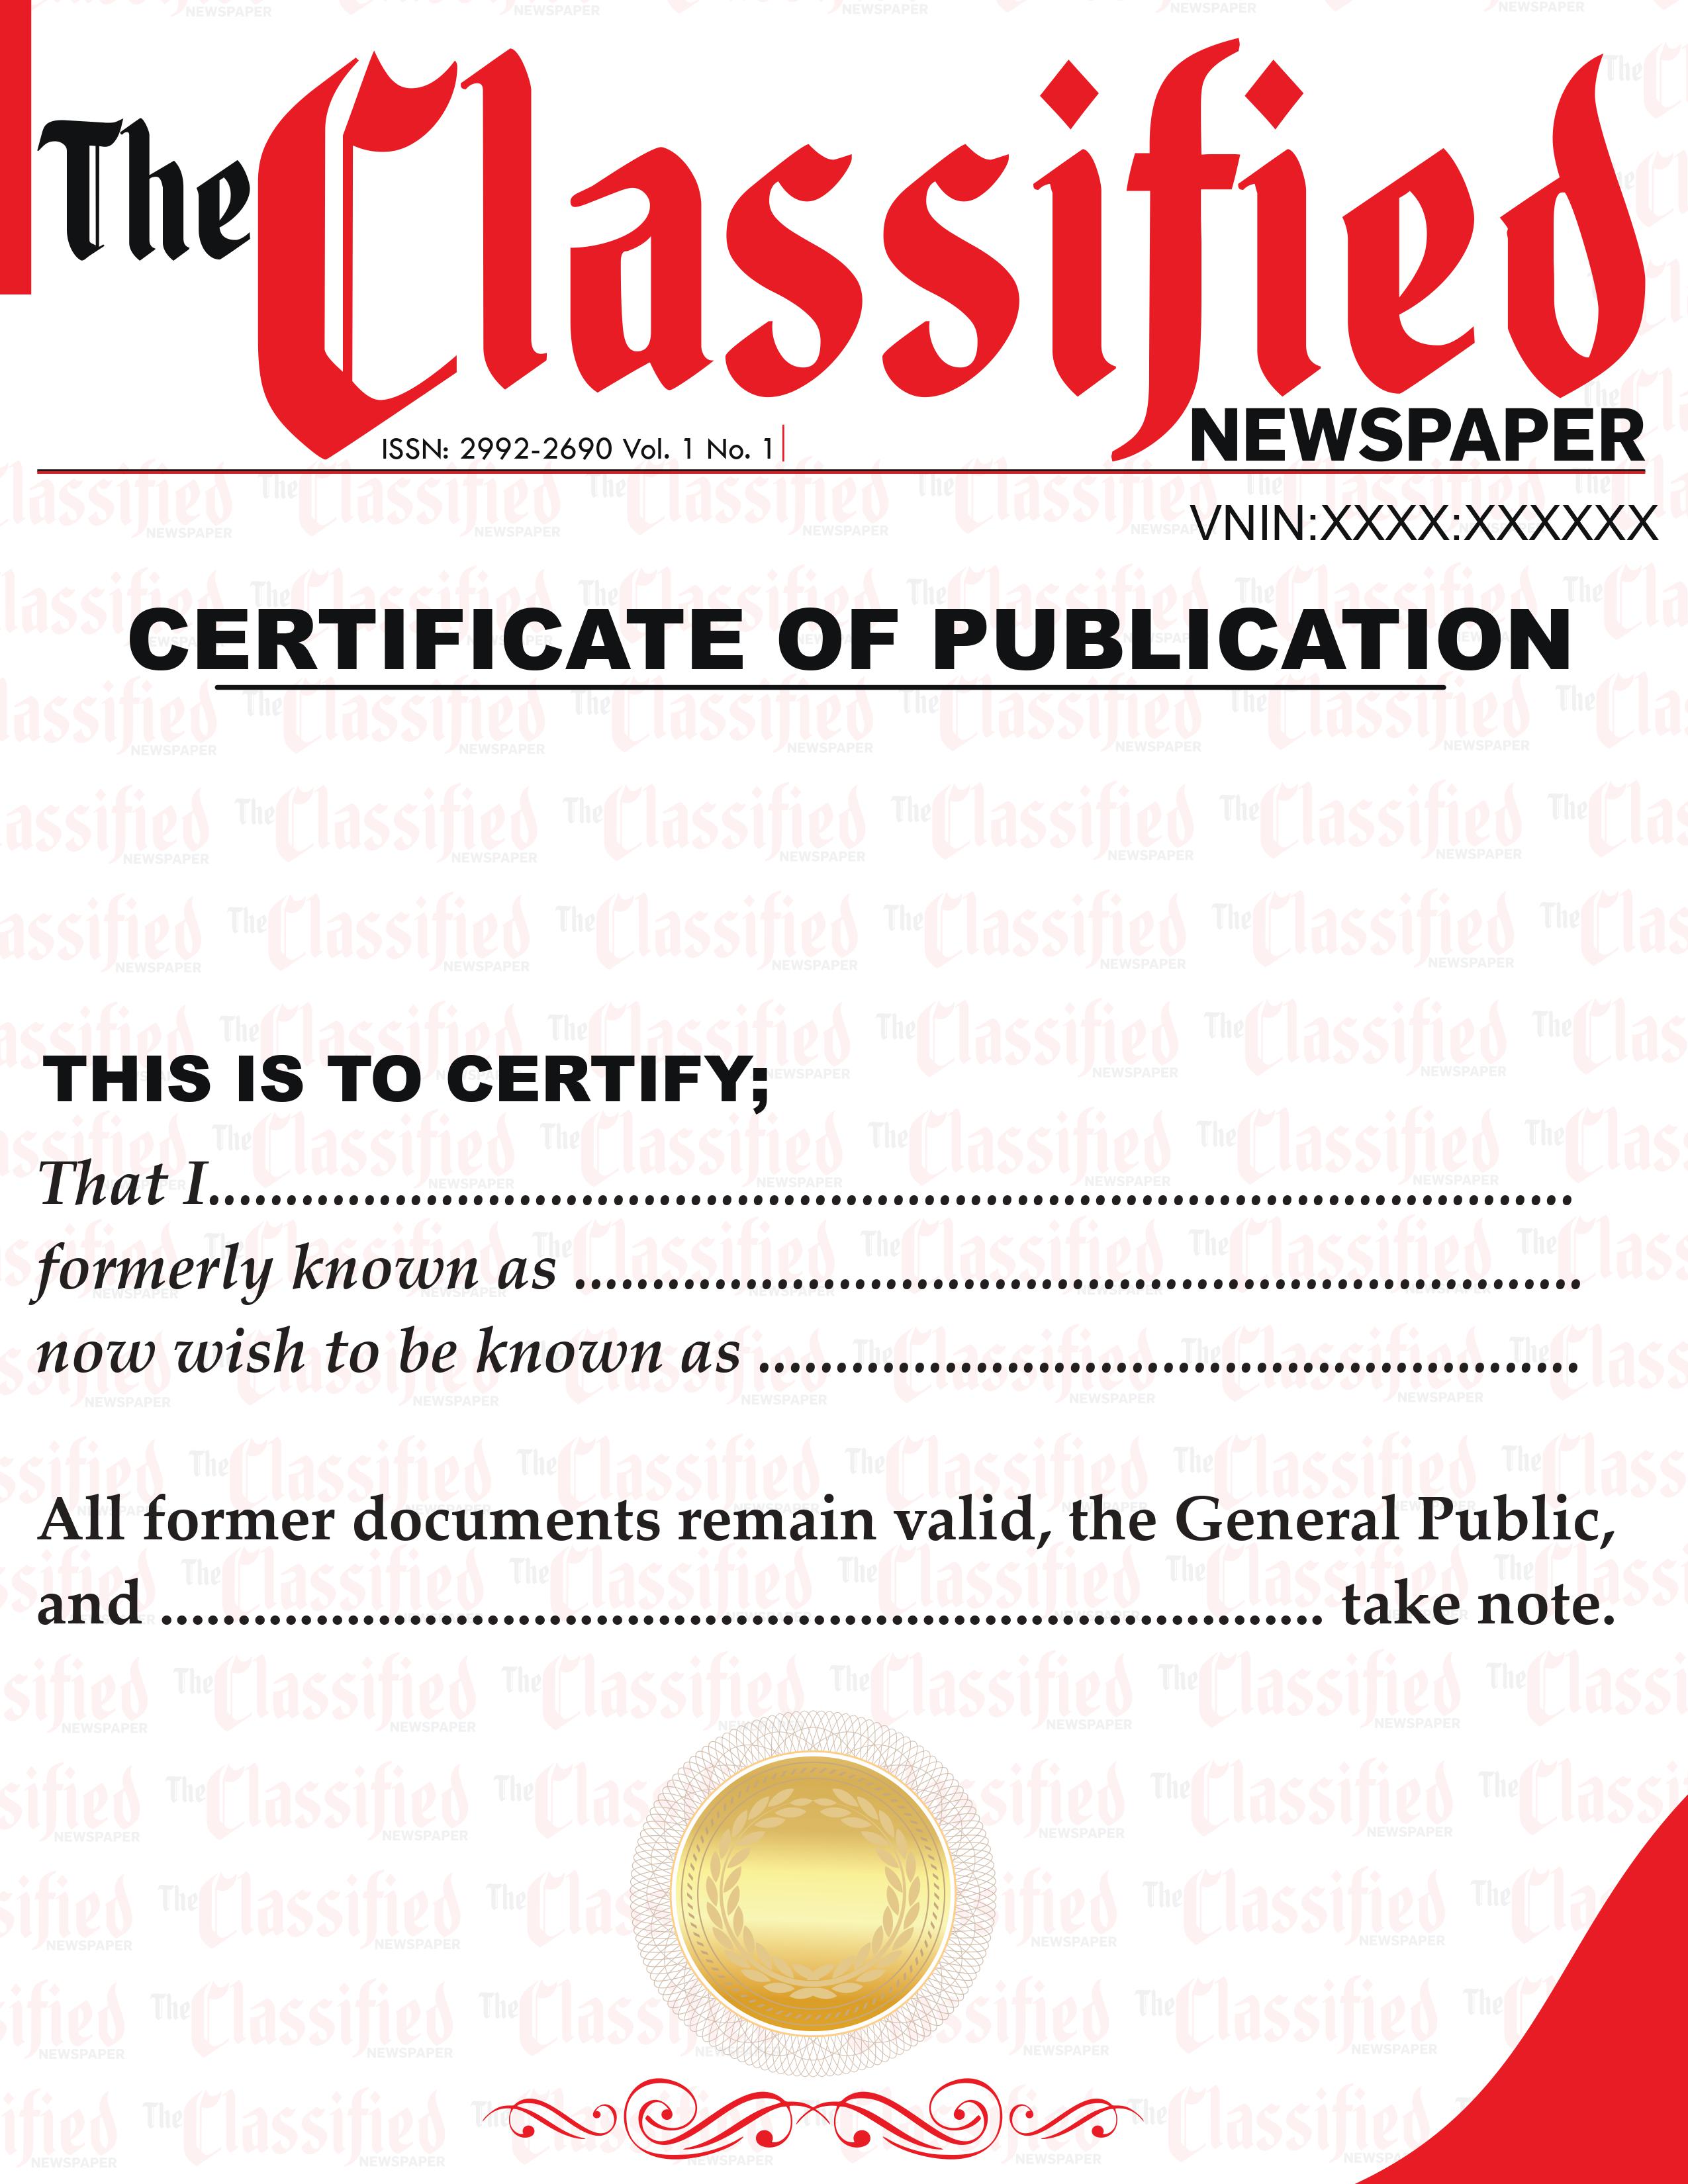 The Classified
NEWSPAPER
ISSN: 2992-2690 Vol. 1 No. 1
VNIN:XXXX:XXXXXX
CERTIFICATE OF PUBLICATION
THIS IS TO CERTIFY;
That I........................................................................................
formerly known as .................................................................
now wish to be known as .....................................................
All former documents remain valid, the General Public,
and ........................................................................... take note.